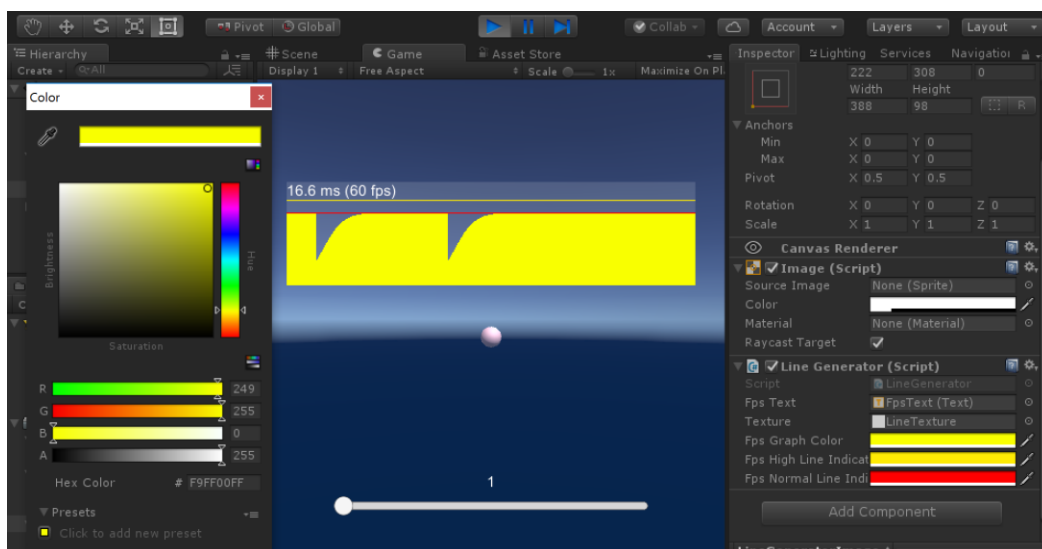 Pivot Global Collab Account Layers Layout
Hierarchy Scene Game Asset Store Inspector Lighting Services Navigation
Create All Display 1 Free Aspect Scale 1x Maximize On Pl
Color
222 308 0
Width Height
388 98 R
Anchors
Min X 0 Y 0
Max X 0 Y 0
Pivot X 0.5 Y 0.5
Rotation X 0 Y 0 Z 0
Scale X 1 Y 1 Z 1
16.6 ms (60 fps)
Brightness
Hue
Saturation
R 249
G 255
B 0
A 255
Hex Color # F9FF00FF
Presets
Click to add new preset
1
Canvas Renderer
Image (Script)
Source Image None (Sprite)
Color
Material None (Material)
Raycast Target
Line Generator (Script)
Script LineGenerator
Fps Text FpsText (Text)
Texture LineTexture
Fps Graph Color
Fps High Line Indicat
Fps Normal Line Indi
Add Component